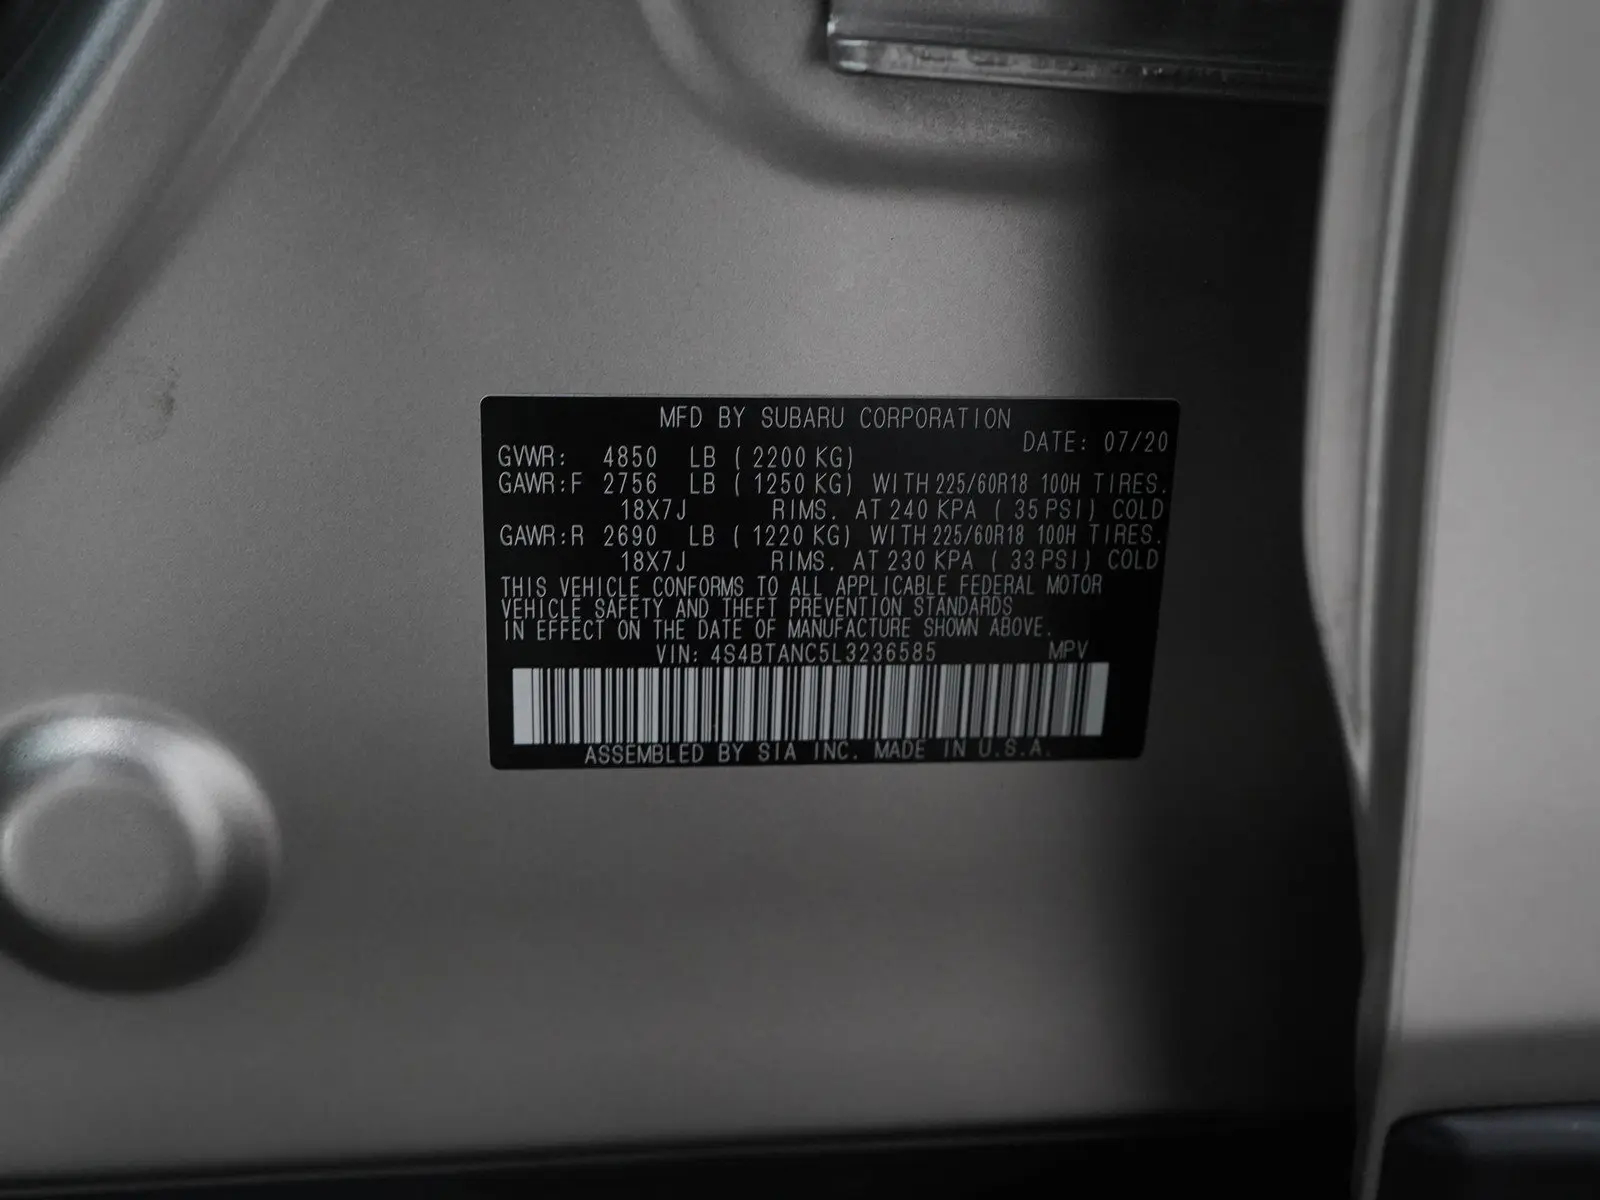 MFD BY SUBARU CORPORATION
DATE: 07/20
GVWR: 4850 LB ( 2200 KG)
GAWR:F 2756 LB ( 1250 KG) WITH 225/60R18 100H TIRES.
18X7J RIMS. AT 240 KPA ( 35 PSI) COLD
GAWR:R 2690 LB ( 1220 KG) WITH 225/60R18 100H TIRES.
18X7J RIMS. AT 230 KPA ( 33 PSI) COLD
THIS VEHICLE CONFORMS TO ALL APPLICABLE FEDERAL MOTOR
VEHICLE SAFETY AND THEFT PREVENTION STANDARDS
IN EFFECT ON THE DATE OF MANUFACTURE SHOWN ABOVE.
VIN: 4S4BTANC5L3236585 MPV
ASSEMBLED BY SIA INC. MADE IN U.S.A.